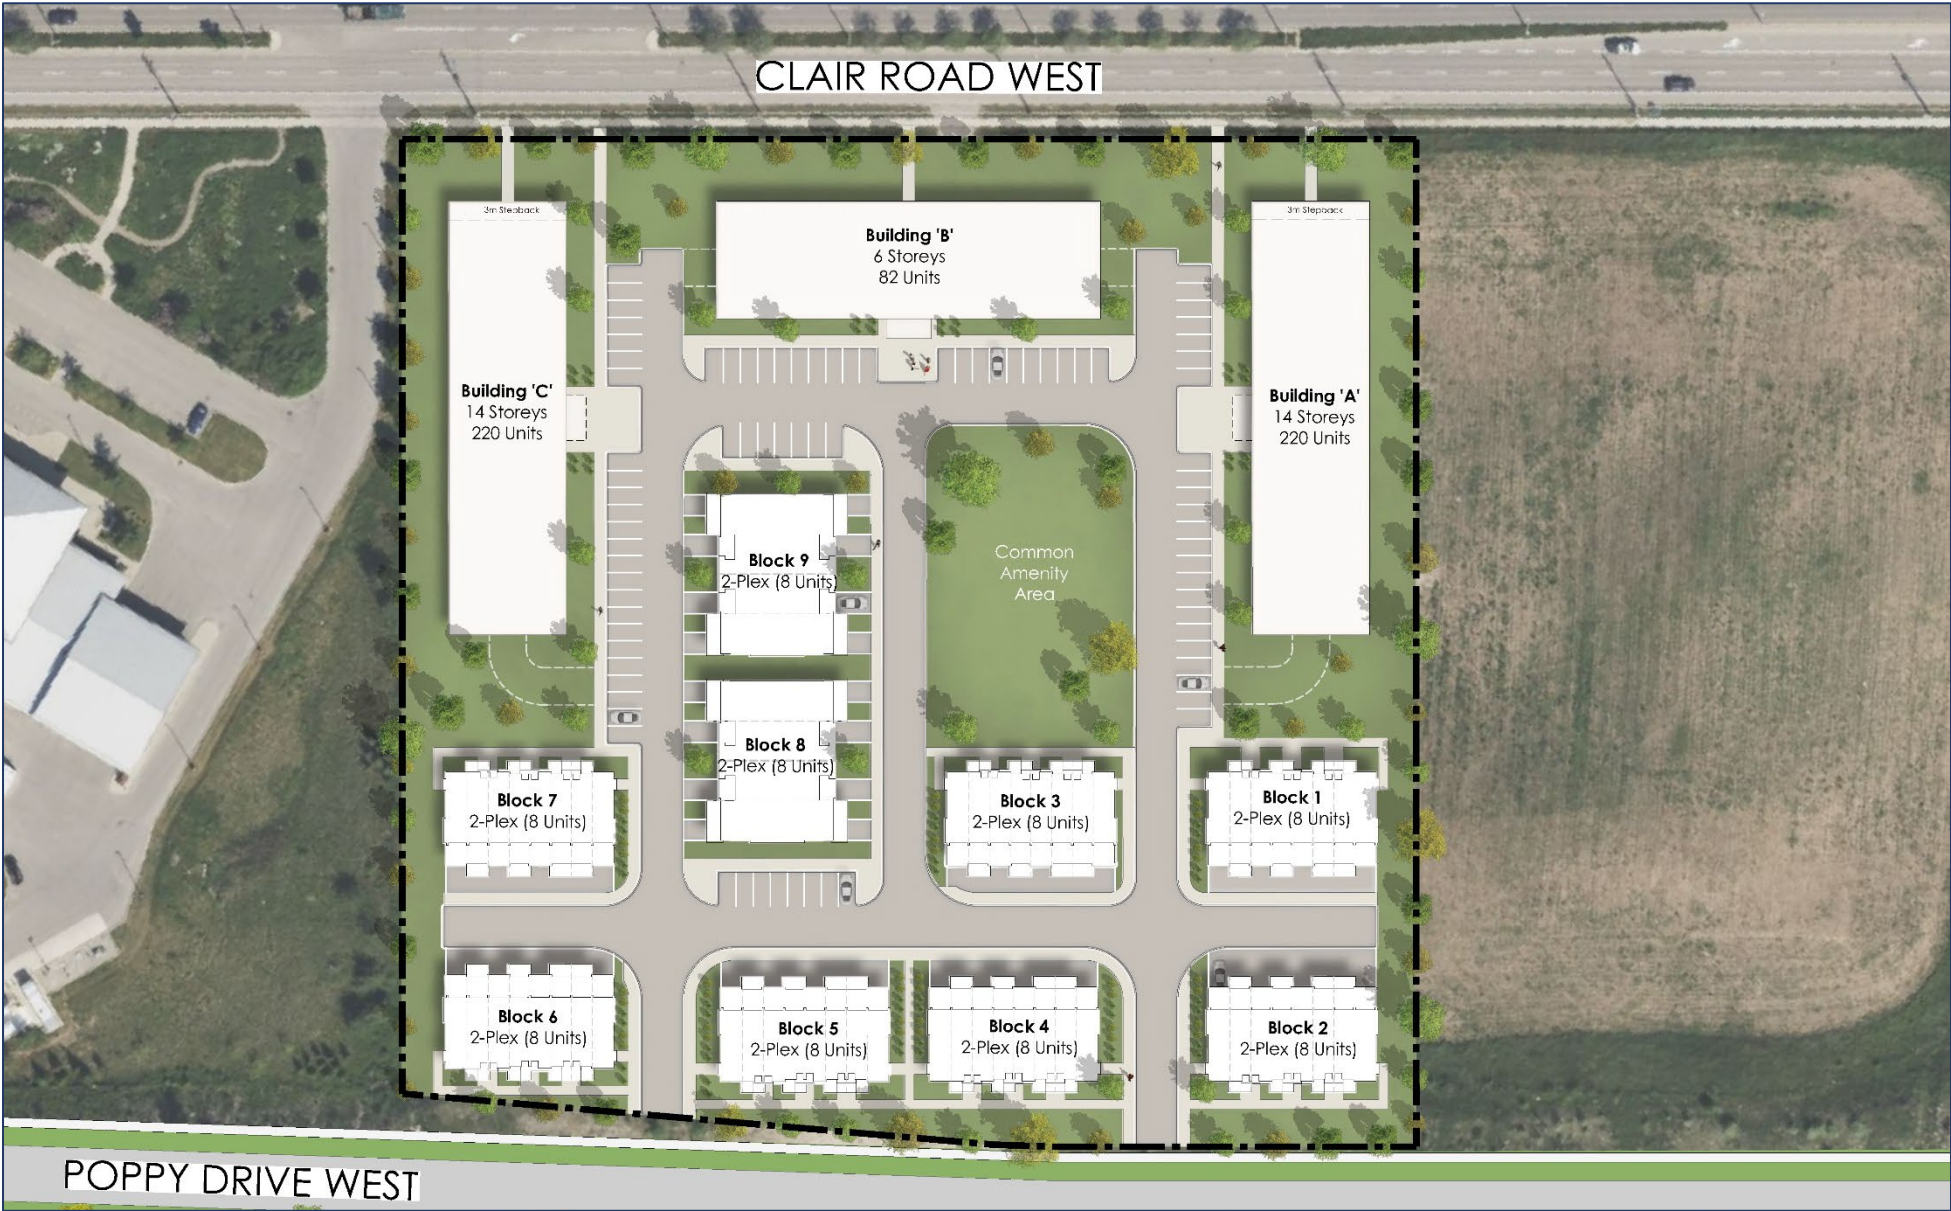 CLAIR ROAD WEST
3m Stepback
3m Stepback
Building 'B'
6 Storeys
82 Units
Building 'C'
14 Storeys
220 Units
Building 'A'
14 Storeys
220 Units
Common
Amenity
Area
Block 9
2-Plex (8 Units)
Block 8
2-Plex (8 Units)
Block 7
2-Plex (8 Units)
Block 3
2-Plex (8 Units)
Block 1
2-Plex (8 Units)
Block 6
2-Plex (8 Units)
Block 5
2-Plex (8 Units)
Block 4
2-Plex (8 Units)
Block 2
2-Plex (8 Units)
POPPY DRIVE WEST